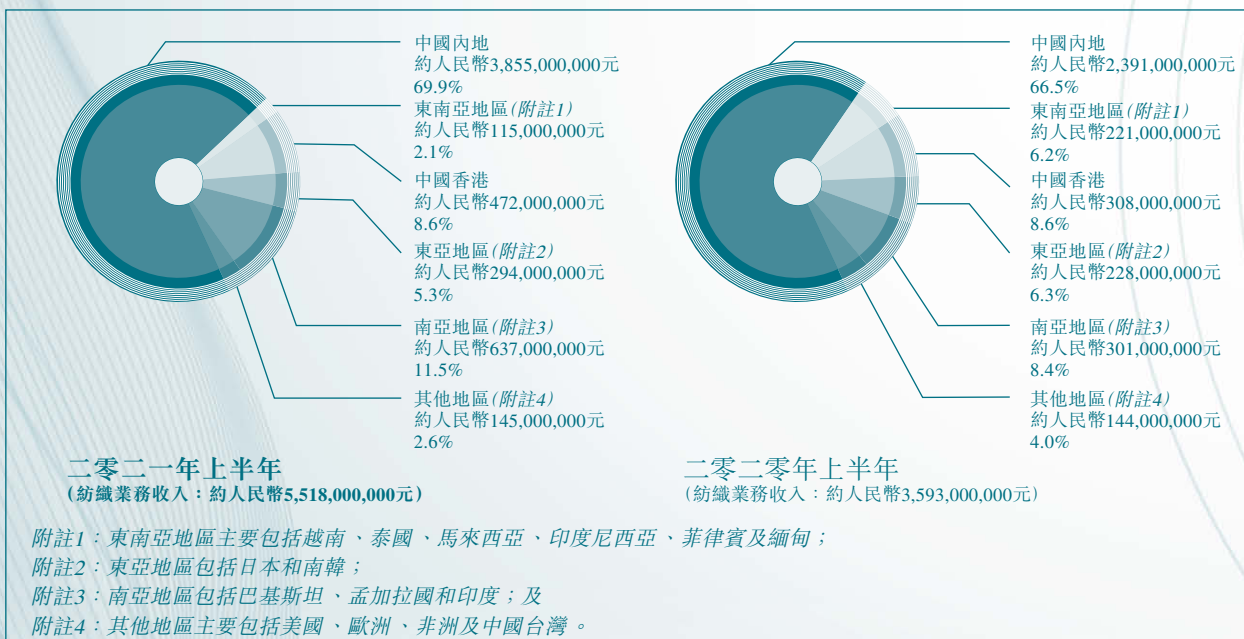 中國內地
約人民幣3,855,000,000元
69.9%
東南亞地區(附註1)
約人民幣115,000,000元
2.1%
中國香港
約人民幣472,000,000元
8.6%
東亞地區(附註2)
約人民幣294,000,000元
5.3%
南亞地區(附註3)
約人民幣637,000,000元
11.5%
其他地區(附註4)
約人民幣145,000,000元
2.6%
二零二一年上半年
(紡織業務收入：約人民幣5,518,000,000元)
中國內地
約人民幣2,391,000,000元
66.5%
東南亞地區(附註1)
約人民幣221,000,000元
6.2%
中國香港
約人民幣308,000,000元
8.6%
東亞地區(附註2)
約人民幣228,000,000元
6.3%
南亞地區(附註3)
約人民幣301,000,000元
8.4%
其他地區(附註4)
約人民幣144,000,000元
4.0%
二零二零年上半年
(紡織業務收入：約人民幣3,593,000,000元)
附註1：東南亞地區主要包括越南、泰國、馬來西亞、印度尼西亞、菲律賓及緬甸；
附註2：東亞地區包括日本和南韓；
附註3：南亞地區包括巴基斯坦、孟加拉國和印度；及
附註4：其他地區主要包括美國、歐洲、非洲及中國台灣。